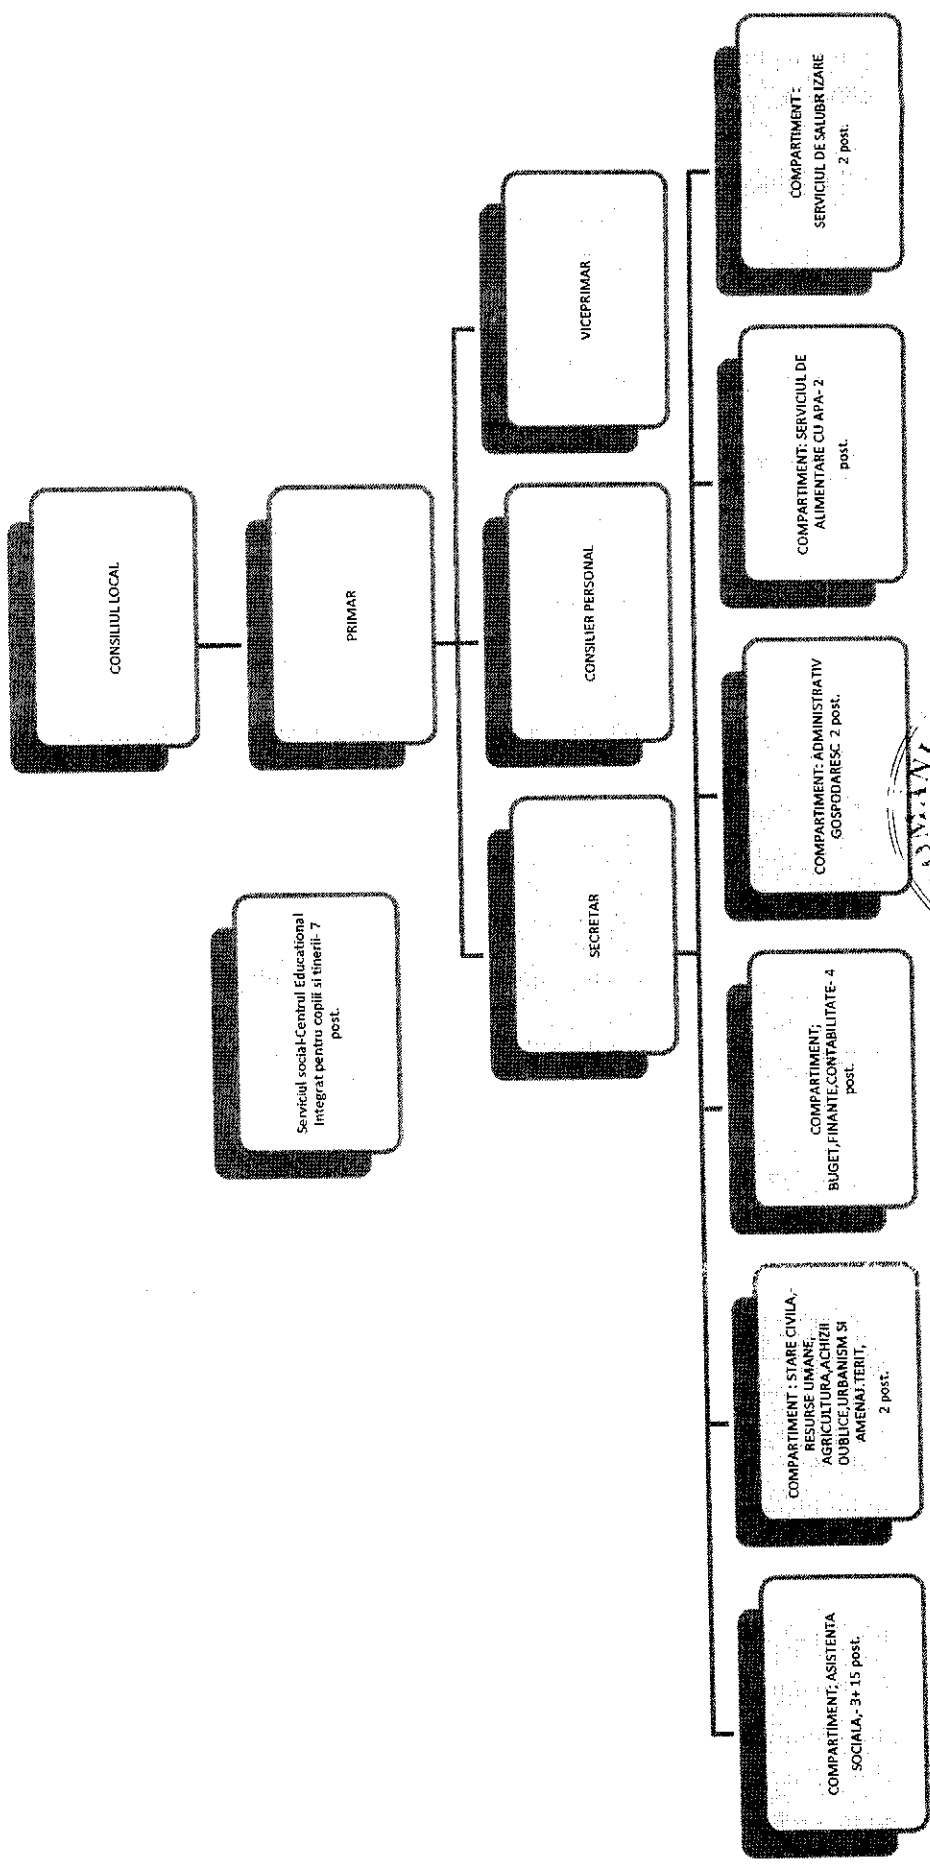 CONSILIUL LOCAL
PRIMAR
Serviciul social-Centrul Educational
Integrat pentru copii si tinerii- 7
post.
SECRETAR
CONSILIER PERSONAL
VICEPRIMAR
COMPARTIMENT; ASISTENTA
SOCIALA,- 3+ 15 post.
COMPARTIMENT : STARE CIVILA,-
RESURSE UMANE,
AGRICULTURA,ACHIZII
OUBLICE,URBANISM SI
AMENAJ.TERIT,
2 post.
COMPARTIMENT;
BUGET,FINANTE,CONTABILITATE- 4
post.
COMPARTIMENT: ADMINISTRATIV
GOSPODARESC 2 post.
COMPARTIMENT: SERVICIUL DE
ALIMENTARE CU APA- 2
post.
COMPARTIMENT :
SERVICIUL DE SALUBRIZARE
2 post.